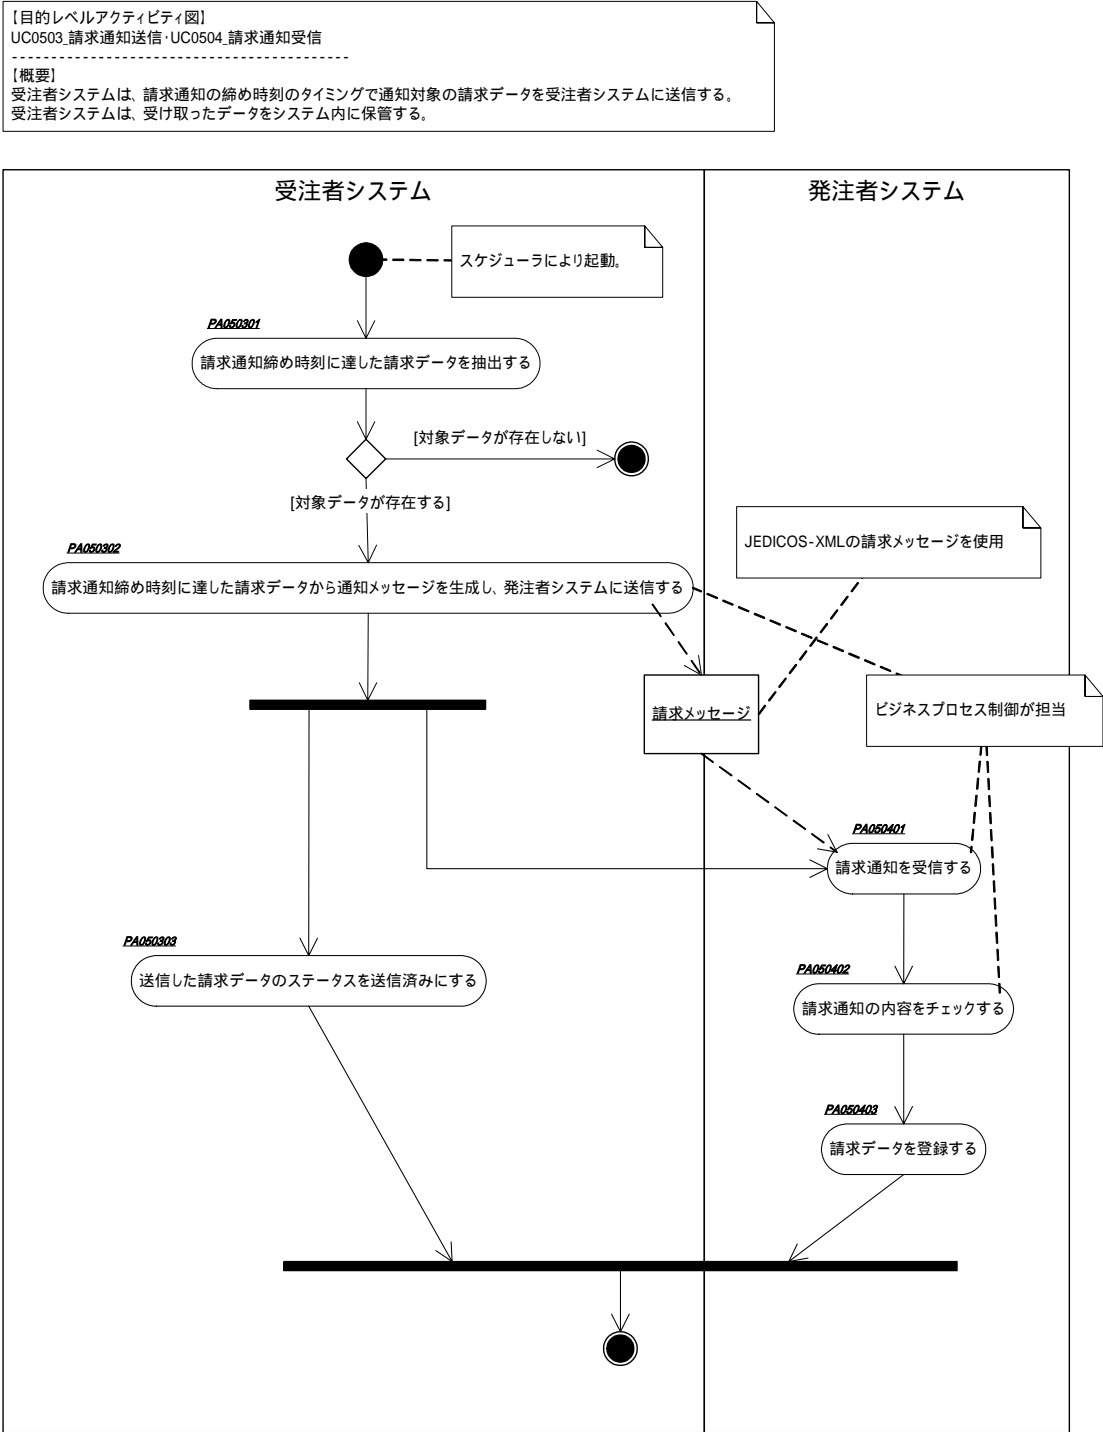 【目的レベルアクティビティ図】
UC0503_請求通知送信・UC0504_請求通知受信
-------------------------------------------
【概要】
受注者システムは、請求通知の締め時刻のタイミングで通知対象の請求データを受注者システムに送信する。
受注者システムは、受け取ったデータをシステム内に保管する。
受注者システム
発注者システム
スケジューラにより起動。
PA050301
請求通知締め時刻に達した請求データを抽出する
[対象データが存在しない]
[対象データが存在する]
JEDICOS-XMLの請求メッセージを使用
PA050302
請求通知締め時刻に達した請求データから通知メッセージを生成し、発注者システムに送信する
請求メッセージ
ビジネスプロセス制御が担当
PA050401
請求通知を受信する
PA050303
送信した請求データのステータスを送信済みにする
PA050402
請求通知の内容をチェックする
PA050403
請求データを登録する